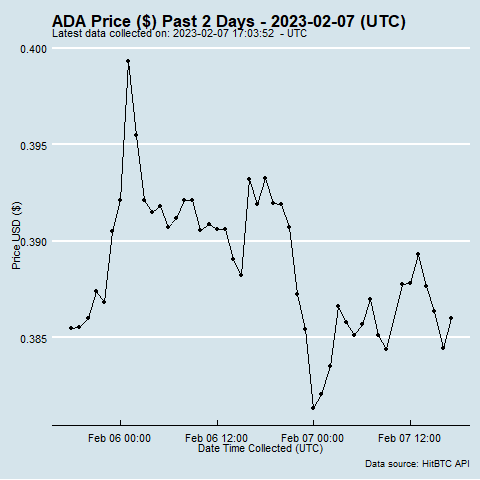 ADA Price ($) Past 2 Days - 2023-02-07 (UTC)
Latest data collected on: 2023-02-07 17:03:52 - UTC
0.400
0.395
0.390
0.385
Price USD ($)
Feb 06 00:00
Feb 06 12:00
Feb 07 00:00
Feb 07 12:00
Date Time Collected (UTC)
Data source: HitBTC API